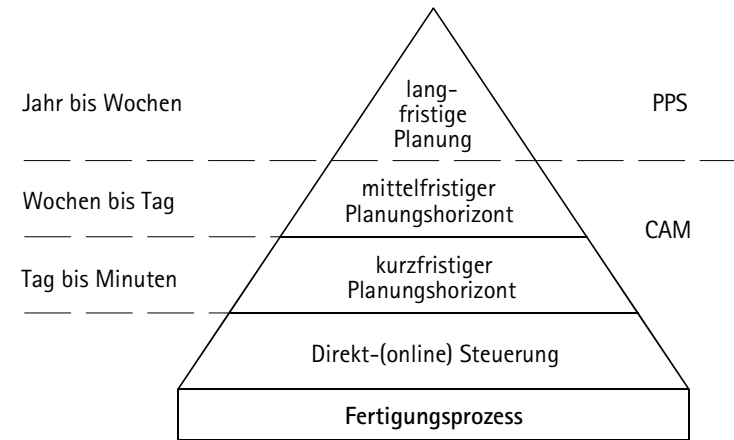 lang-
fristige
Planung
Jahr bis Wochen
PPS
mittelfristiger
Planungshorizont
Wochen bis Tag
CAM
kurzfristiger
Planungshorizont
Tag bis Minuten
Direkt-(online) Steuerung
Fertigungsprozess